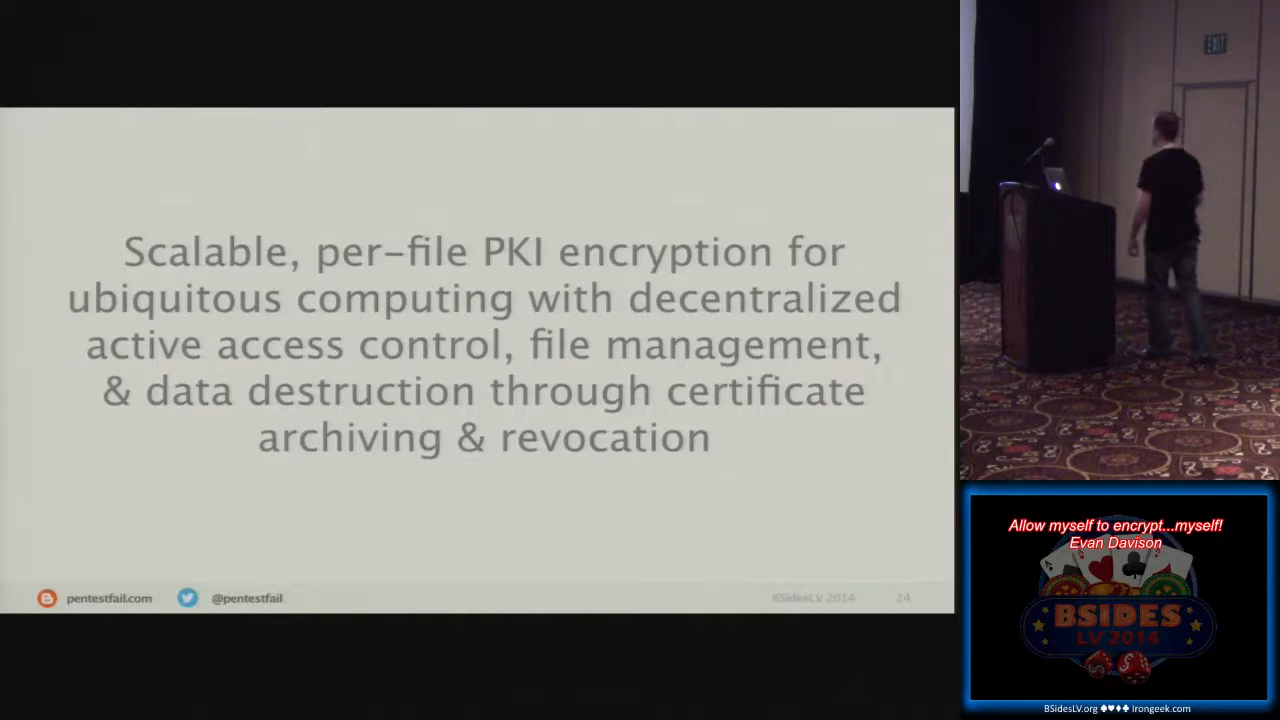 Scalable, per-file PKI encryption for
ubiquitous computing with decentralized
active access control, file management,
& data destruction through certificate
archiving & revocation
pentestfail.com
@pentestfail
BSidesLV 2014
24
EXIT
Allow myself to encrypt...myself!
Evan Davison
BSIDES
LV 2014
BSidesLV.org ♣♥♦♣ Irongeek.com